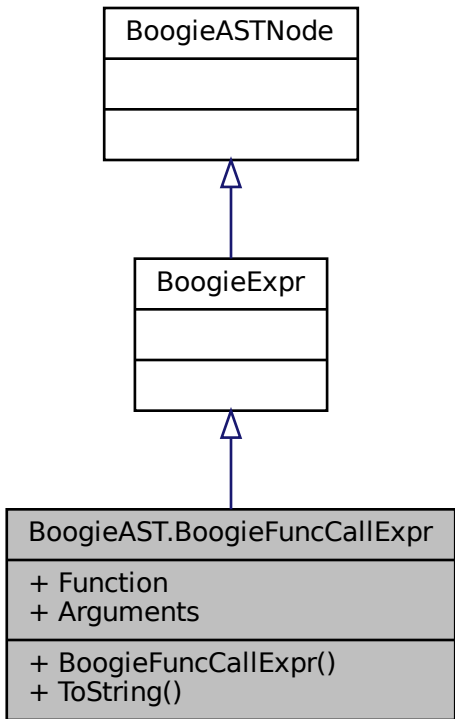 BoogieASTNode
BoogieExpr
BoogieAST.BoogieFuncCallExpr
+ Function
+ Arguments
+ BoogieFuncCallExpr()
+ ToString()